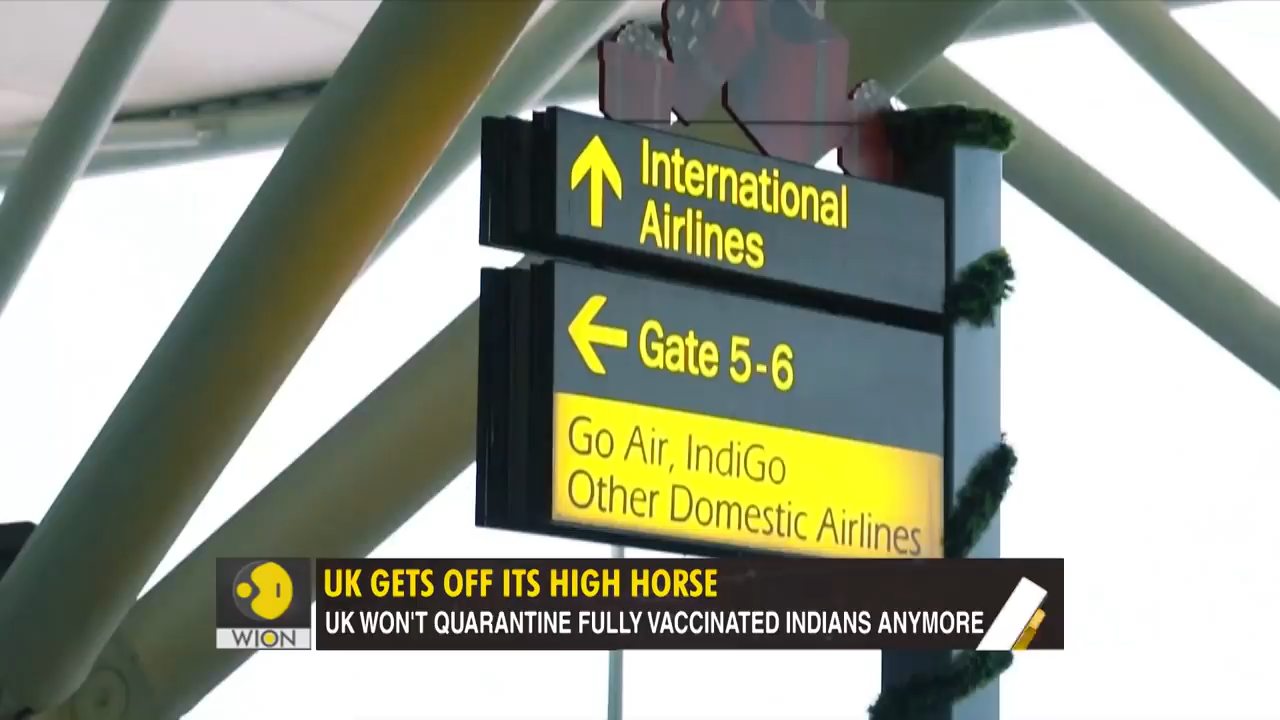 International
Airlines
Gate 5-6
Go Air, IndiGo
Other Domestic Airlines
UK GETS OFF ITS HIGH HORSE
UK WON'T QUARANTINE FULLY VACCINATED INDIANS ANYMORE
WION